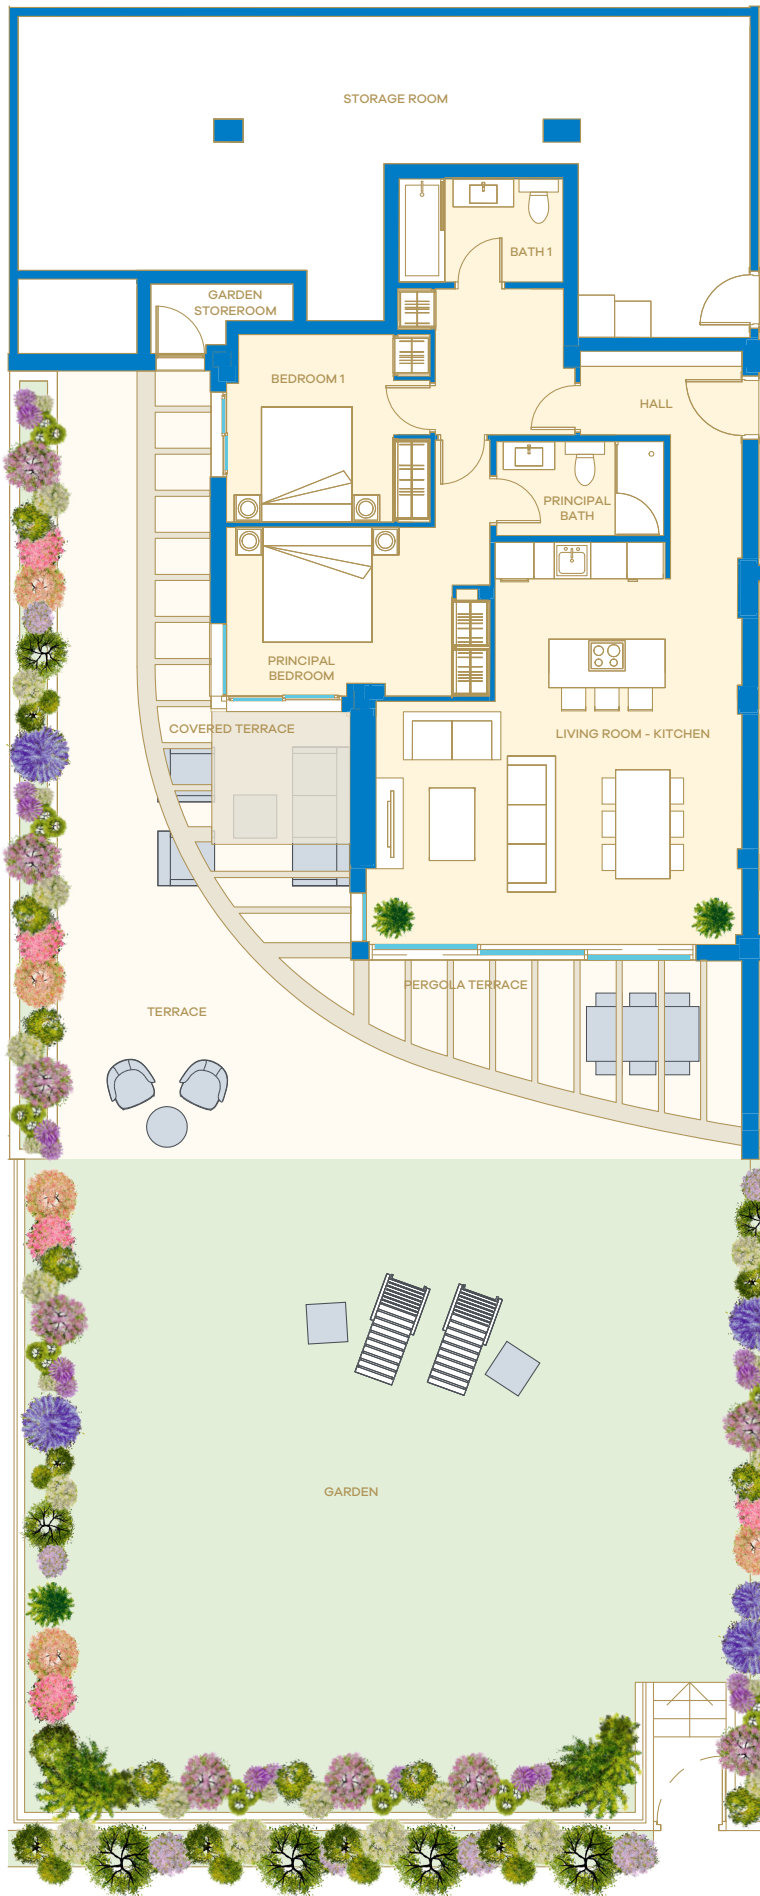 STORAGE ROOM
BATH 1
GARDEN
STOREROOM
BEDROOM 1
HALL
PRINCIPAL
BATH
PRINCIPAL
BEDROOM
COVERED TERRACE
LIVING ROOM - KITCHEN
PERGOLA TERRACE
TERRACE
GARDEN